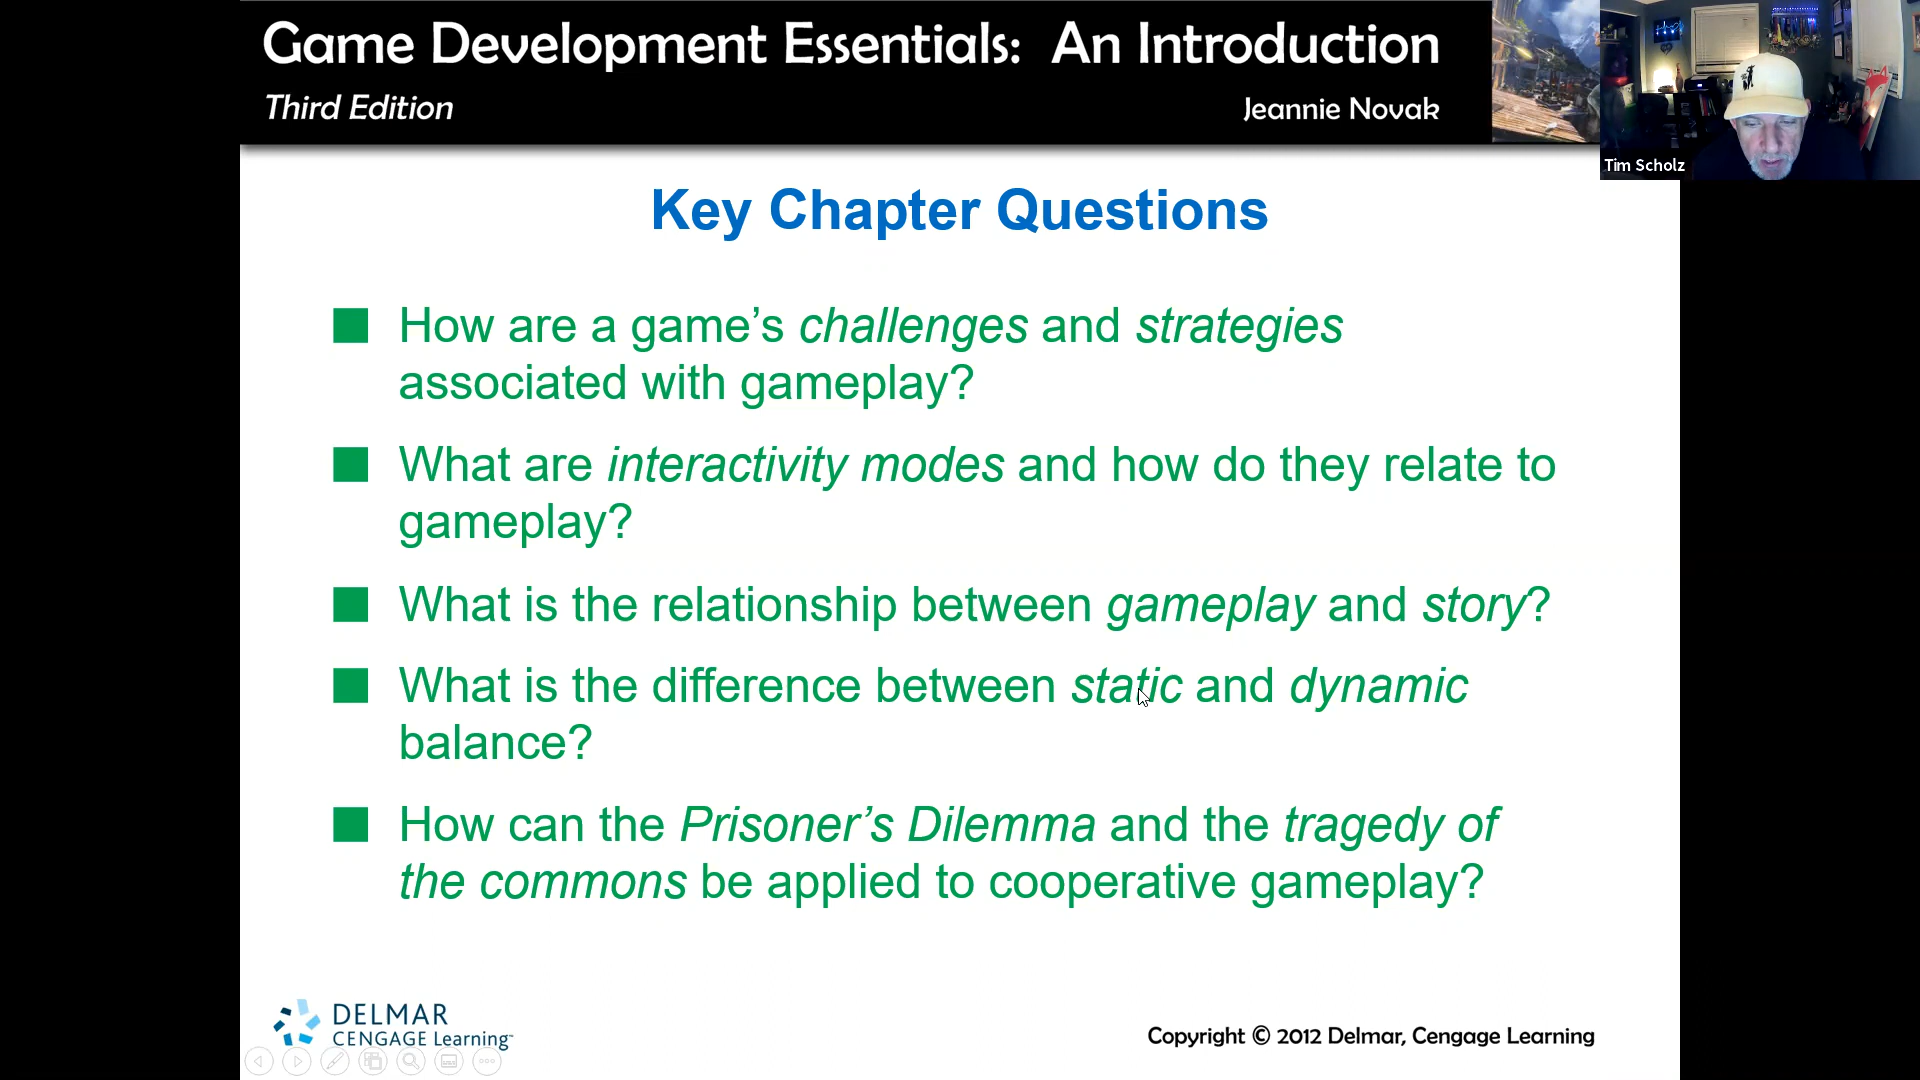 Game Development Essentials: An Introduction
Third Edition
Jeannie Novak
Tim Scholz
Key Chapter Questions
How are a game’s challenges and strategies
associated with gameplay?
What are interactivity modes and how do they relate to
gameplay?
What is the relationship between gameplay and story?
What is the difference between static and dynamic
balance?
How can the Prisoner’s Dilemma and the tragedy of
the commons be applied to cooperative gameplay?
DELMAR
CENGAGE Learning™
Copyright © 2012 Delmar, Cengage Learning